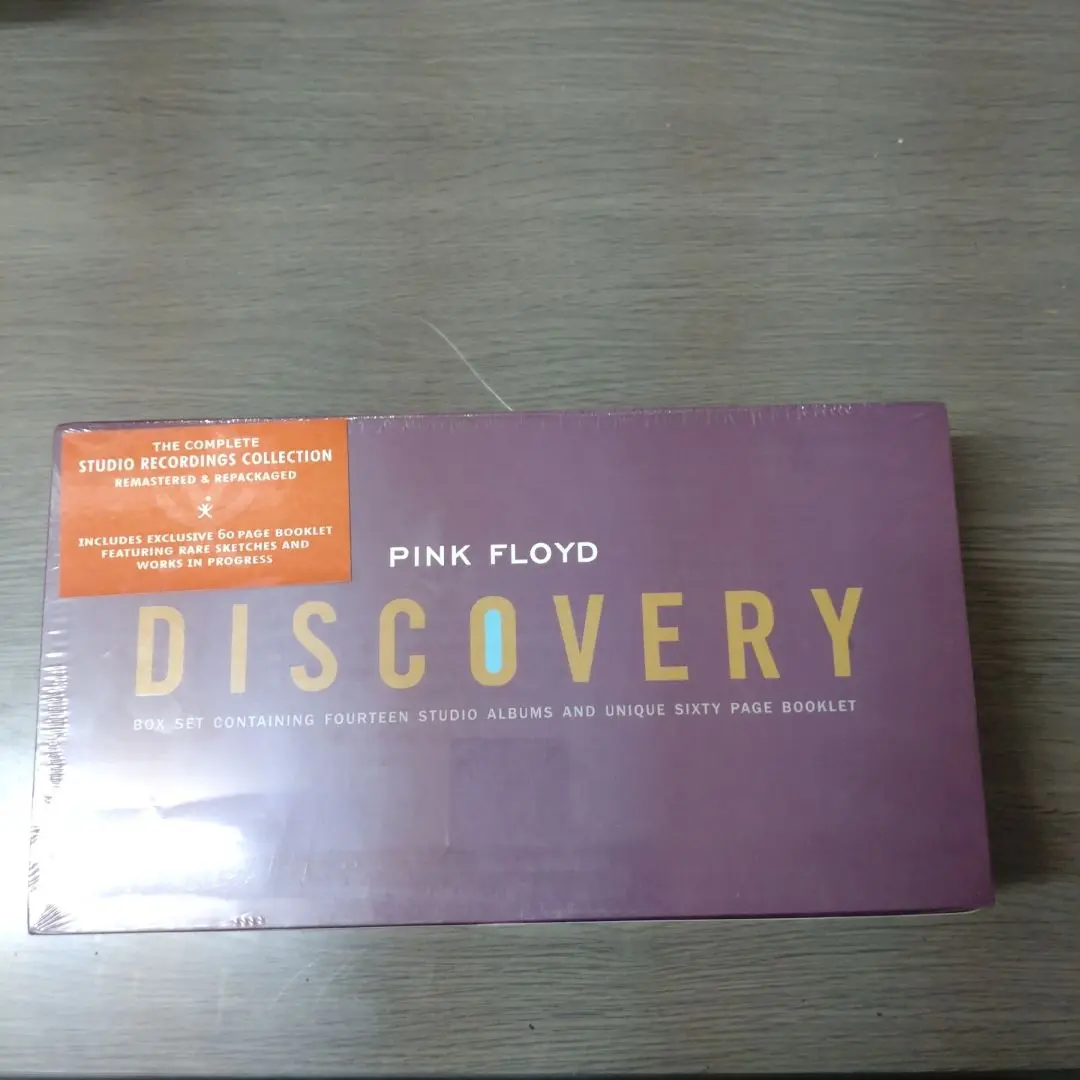 THE COMPLETE
STUDIO RECORDINGS COLLECTION
REMASTERED & REPACKAGED
INCLUDES EXCLUSIVE 60 PAGE BOOKLET
FEATURING RARE SKETCHES AND
WORKS IN PROGRESS
PINK FLOYD
DISCOVERY
BOX SET CONTAINING FOURTEEN STUDIO ALBUMS AND UNIQUE SIXTY PAGE BOOKLET